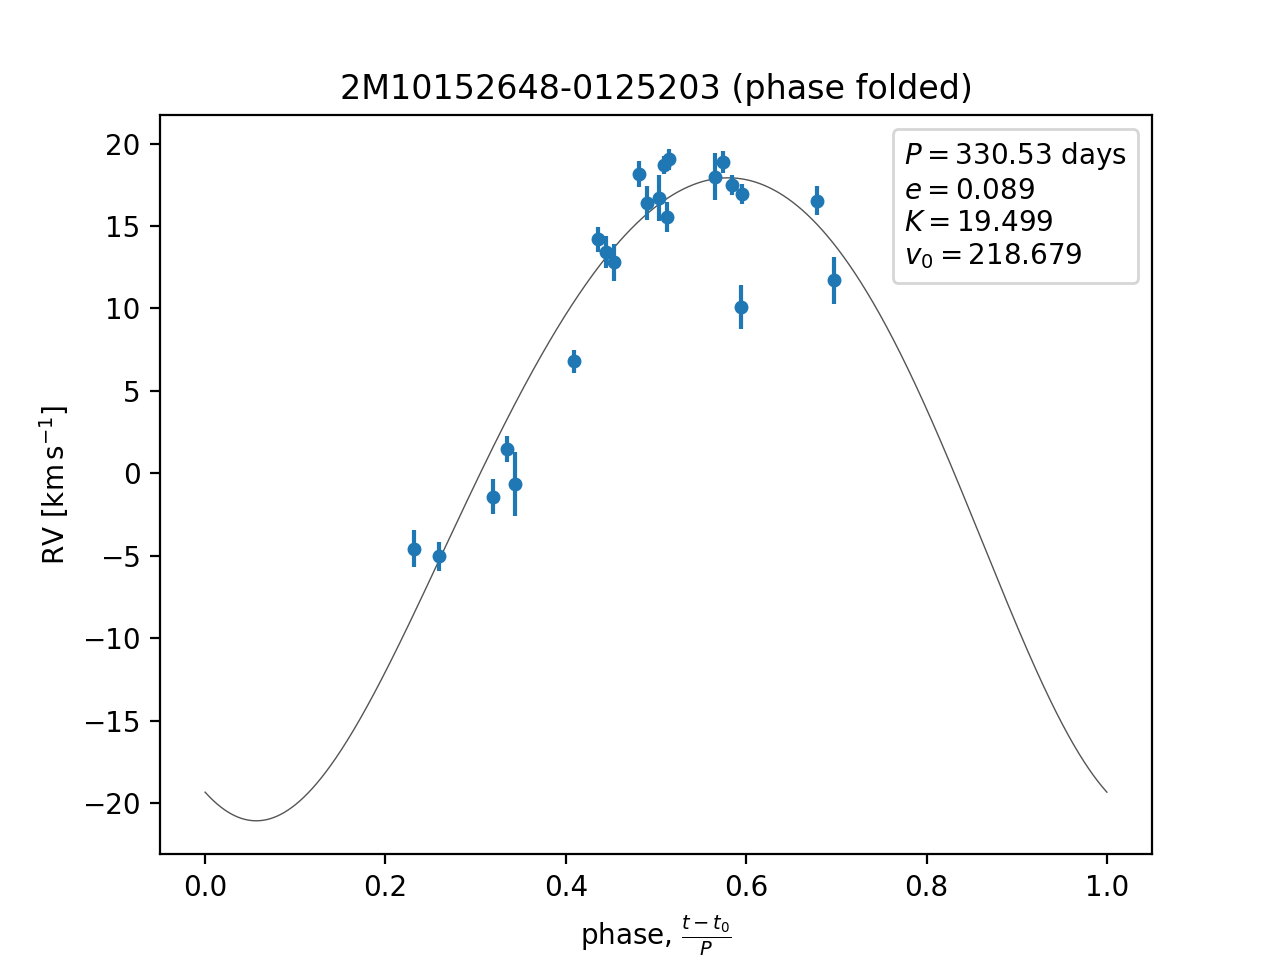 2M10152648-0125203 (phase folded)
P = 330.53 days
e = 0.089
K = 19.499
v₀ = 218.679
20
15
10
5
0
−5
−10
−15
−20
RV [km s⁻¹]
0.0 0.2 0.4 0.6 0.8 1.0
phase, (t − t₀)/P